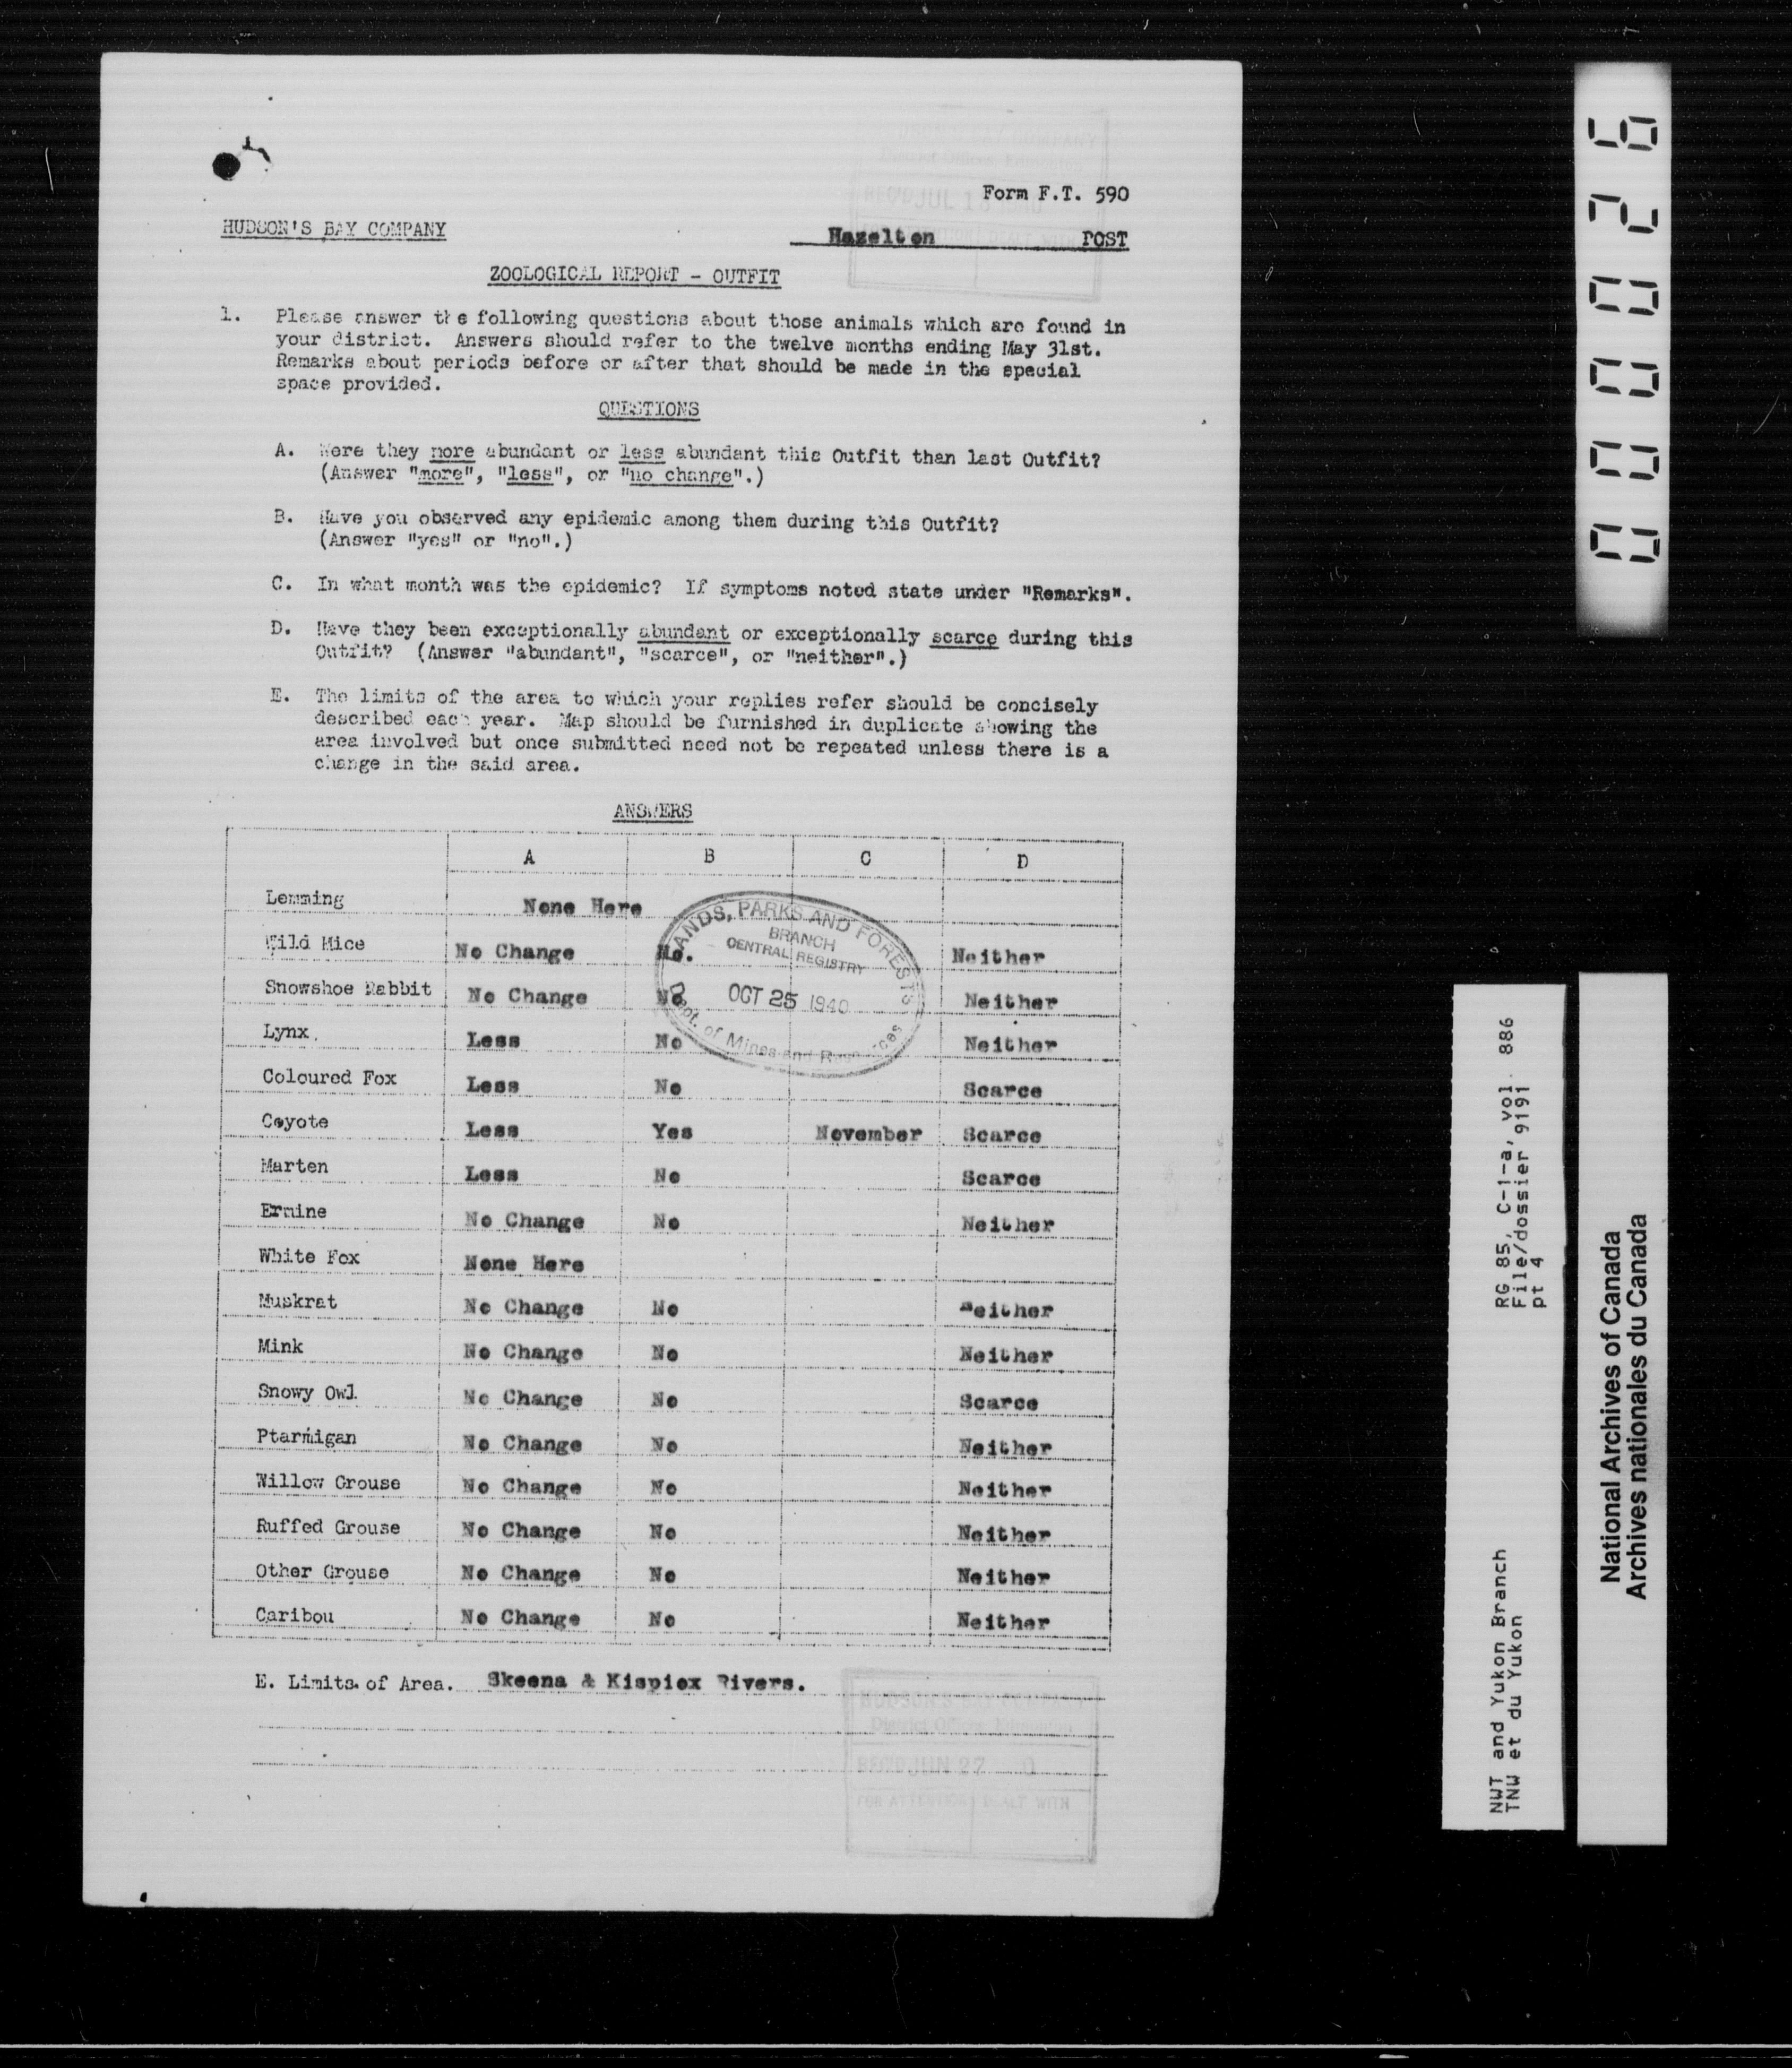 Form F.T. 590
HUDSON'S BAY COMPANY
Hazelton POST
ZOOLOGICAL REPORT - OUTFIT
1. Please answer the following questions about those animals which are found in
your district. Answers should refer to the twelve months ending May 31st.
Remarks about periods before or after that should be made in the special
space provided.
QUESTIONS
A. Were they more abundant or less abundant this Outfit than last Outfit?
(Answer "more", "less", or "no change".)
B. Have you observed any epidemic among them during this Outfit?
(Answer "yes" or "no".)
C. In what month was the epidemic? If symptoms noted state under "Remarks".
D. Have they been exceptionally abundant or exceptionally scarce during this
Outfit? (Answer "abundant", "scarce", or "neither".)
E. The limits of the area to which your replies refer should be concisely
described each year. Map should be furnished in duplicate showing the
area involved but once submitted need not be repeated unless there is a
change in the said area.
ANSWERS
A B C D
Lemming None Here
Wild Mice No Change No. Neither
Snowshoe Rabbit No Change No Neither
Lynx. Less No Neither
Coloured Fox Less No Scarce
Coyote Less Yes November Scarce
Marten Less No Scarce
Ermine No Change No Neither
White Fox None Here
Muskrat No Change No Neither
Mink No Change No Neither
Snowy Owl No Change No Scarce
Ptarmigan No Change No Neither
Willow Grouse No Change No Neither
Ruffed Grouse No Change No Neither
Other Grouse No Change No Neither
Caribou No Change No Neither
E. Limits of Area. Skeena & Kispiox Rivers.
LANDS, PARKS AND FORESTS
BRANCH
CENTRAL REGISTRY
OCT 25 1940
Dept. of Mines and Resources
BAY COMPANY
District Office, Edmonton
REC'D JUL 1
DEALT WITH
HUDSON'S BAY
District Office, Edmonton
REC'D JUN 27 0
FOR ATTENTION DEALT WITH
000026
RG 85, C-1-a, vol. 886
File/dossier 9191
pt 4
NWT and Yukon Branch
TNW et du Yukon
National Archives of Canada
Archives nationales du Canada